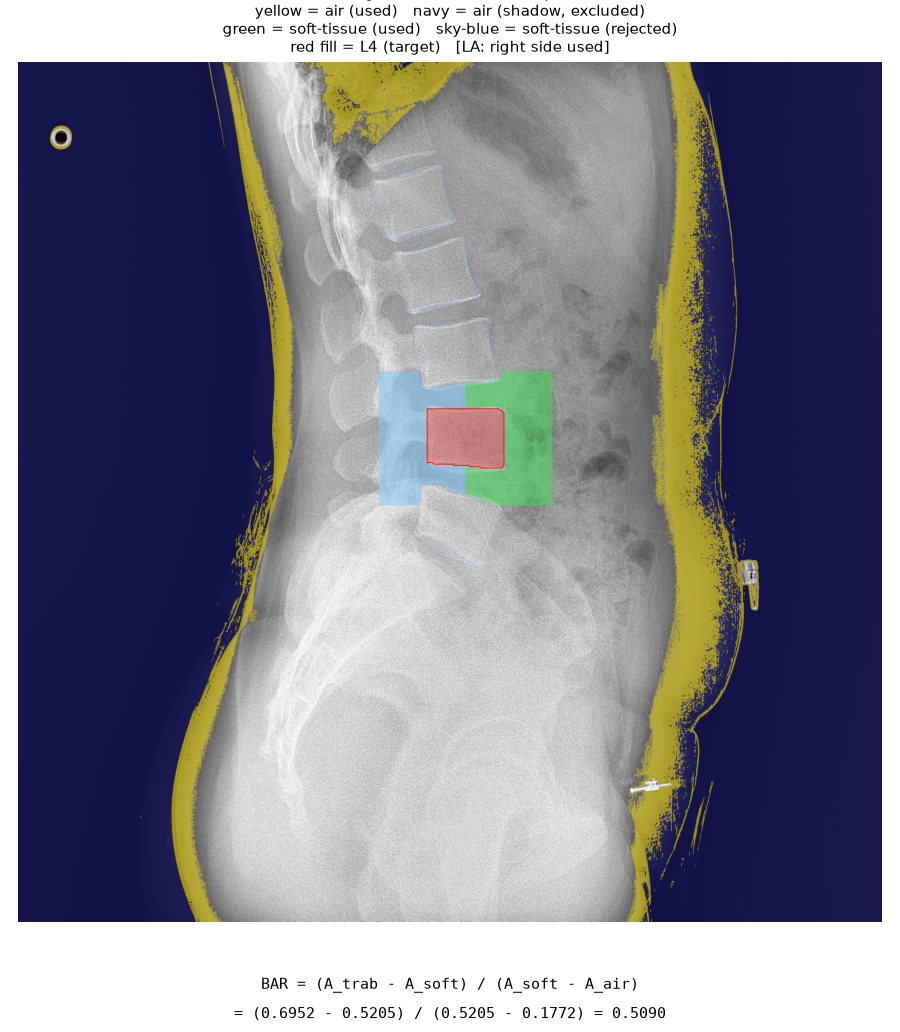 yellow = air (used)   navy = air (shadow, excluded)
green = soft-tissue (used)   sky-blue = soft-tissue (rejected)
red fill = L4 (target)   [LA: right side used]
BAR = (A_trab - A_soft) / (A_soft - A_air)
= (0.6952 - 0.5205) / (0.5205 - 0.1772) = 0.5090